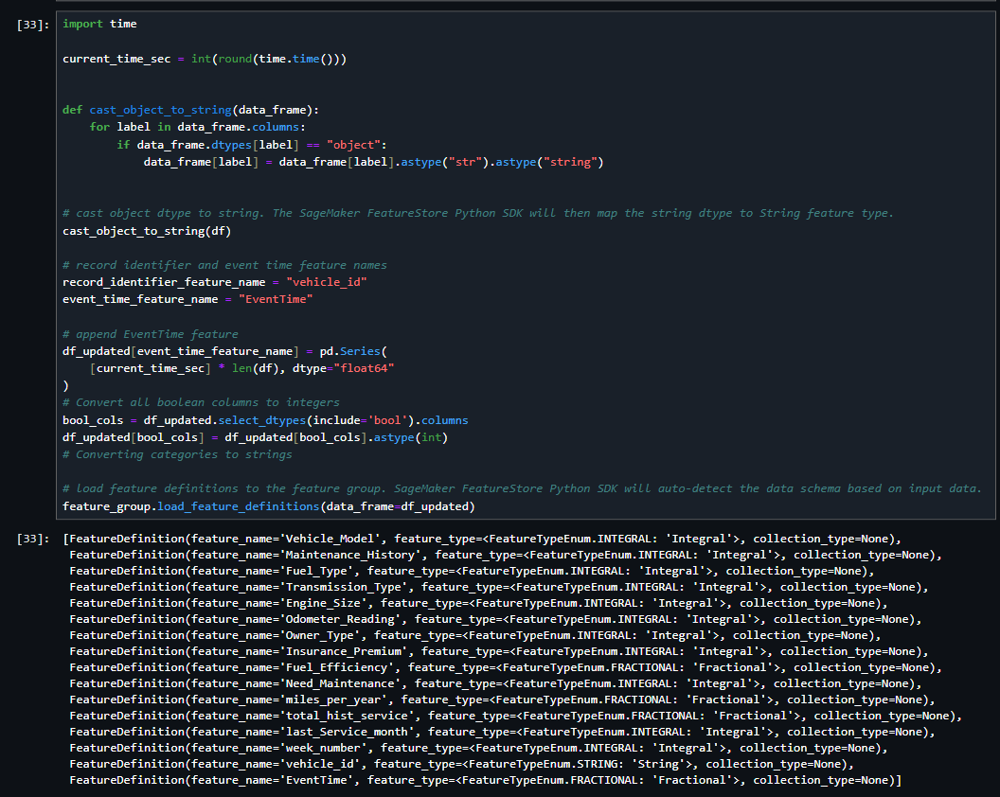 [33]: import time
current_time_sec = int(round(time.time()))
def cast_object_to_string(data_frame):
for label in data_frame.columns:
if data_frame.dtypes[label] == "object":
data_frame[label] = data_frame[label].astype("str").astype("string")
# cast object dtype to string. The SageMaker FeatureStore Python SDK will then map the string dtype to String feature type.
cast_object_to_string(df)
# record identifier and event time feature names
record_identifier_feature_name = "vehicle_id"
event_time_feature_name = "EventTime"
# append EventTime feature
df_updated[event_time_feature_name] = pd.Series(
[current_time_sec] * len(df), dtype="float64"
)
# Convert all boolean columns to integers
bool_cols = df_updated.select_dtypes(include='bool').columns
df_updated[bool_cols] = df_updated[bool_cols].astype(int)
# Converting categories to strings
# load feature definitions to the feature group. SageMaker FeatureStore Python SDK will auto-detect the data schema based on input data.
feature_group.load_feature_definitions(data_frame=df_updated)
[33]: [FeatureDefinition(feature_name='Vehicle_Model', feature_type=<FeatureTypeEnum.INTEGRAL: 'Integral'>, collection_type=None),
FeatureDefinition(feature_name='Maintenance_History', feature_type=<FeatureTypeEnum.INTEGRAL: 'Integral'>, collection_type=None),
FeatureDefinition(feature_name='Fuel_Type', feature_type=<FeatureTypeEnum.INTEGRAL: 'Integral'>, collection_type=None),
FeatureDefinition(feature_name='Transmission_Type', feature_type=<FeatureTypeEnum.INTEGRAL: 'Integral'>, collection_type=None),
FeatureDefinition(feature_name='Engine_Size', feature_type=<FeatureTypeEnum.INTEGRAL: 'Integral'>, collection_type=None),
FeatureDefinition(feature_name='Odometer_Reading', feature_type=<FeatureTypeEnum.INTEGRAL: 'Integral'>, collection_type=None),
FeatureDefinition(feature_name='Owner_Type', feature_type=<FeatureTypeEnum.INTEGRAL: 'Integral'>, collection_type=None),
FeatureDefinition(feature_name='Insurance_Premium', feature_type=<FeatureTypeEnum.INTEGRAL: 'Integral'>, collection_type=None),
FeatureDefinition(feature_name='Fuel_Efficiency', feature_type=<FeatureTypeEnum.FRACTIONAL: 'Fractional'>, collection_type=None),
FeatureDefinition(feature_name='Need_Maintenance', feature_type=<FeatureTypeEnum.INTEGRAL: 'Integral'>, collection_type=None),
FeatureDefinition(feature_name='miles_per_year', feature_type=<FeatureTypeEnum.FRACTIONAL: 'Fractional'>, collection_type=None),
FeatureDefinition(feature_name='total_hist_service', feature_type=<FeatureTypeEnum.FRACTIONAL: 'Fractional'>, collection_type=None),
FeatureDefinition(feature_name='last_Service_month', feature_type=<FeatureTypeEnum.INTEGRAL: 'Integral'>, collection_type=None),
FeatureDefinition(feature_name='week_number', feature_type=<FeatureTypeEnum.INTEGRAL: 'Integral'>, collection_type=None),
FeatureDefinition(feature_name='vehicle_id', feature_type=<FeatureTypeEnum.STRING: 'String'>, collection_type=None),
FeatureDefinition(feature_name='EventTime', feature_type=<FeatureTypeEnum.FRACTIONAL: 'Fractional'>, collection_type=None)]